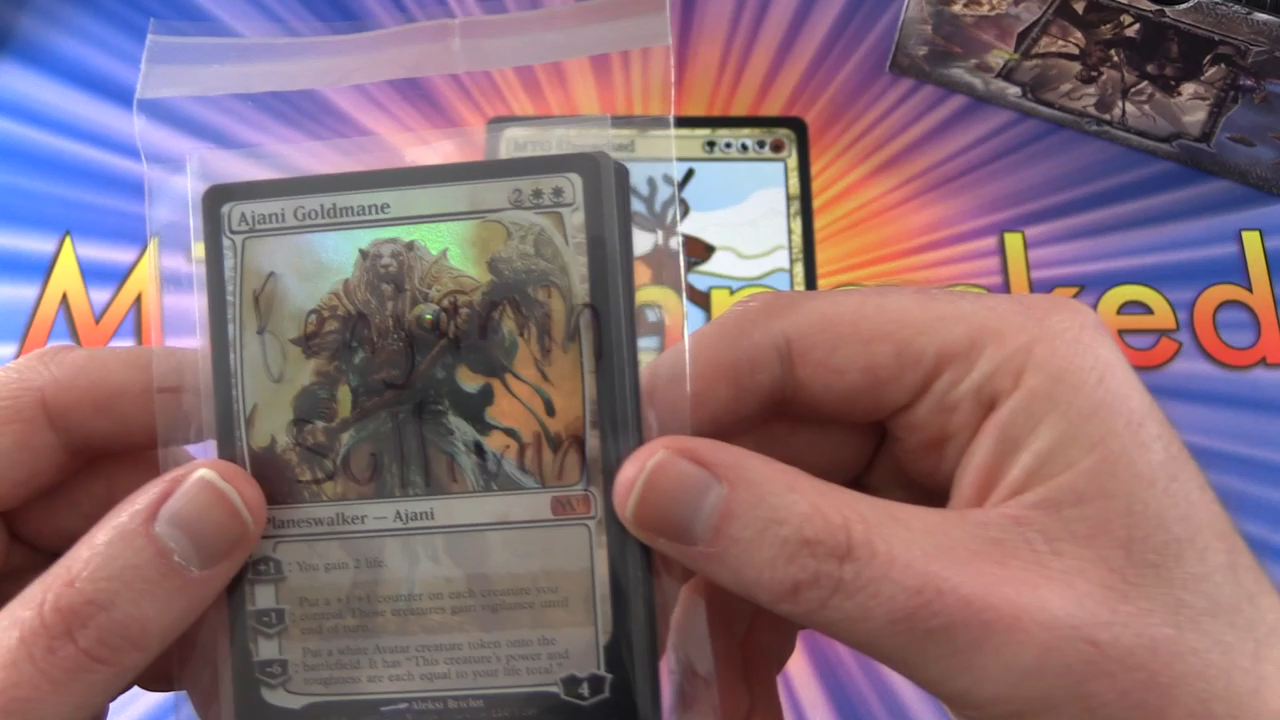 MTG Unpacked
Ajani Goldmane
2
Planeswalker — Ajani
+1 : You gain 2 life.
-1 : Put a +1/+1 counter on each creature you
control. Those creatures gain vigilance until
end of turn.
-6 : Put a white Avatar creature token onto the
battlefield. It has "This creature's power and
toughness are each equal to your life total."
4
Aleksi Briclot